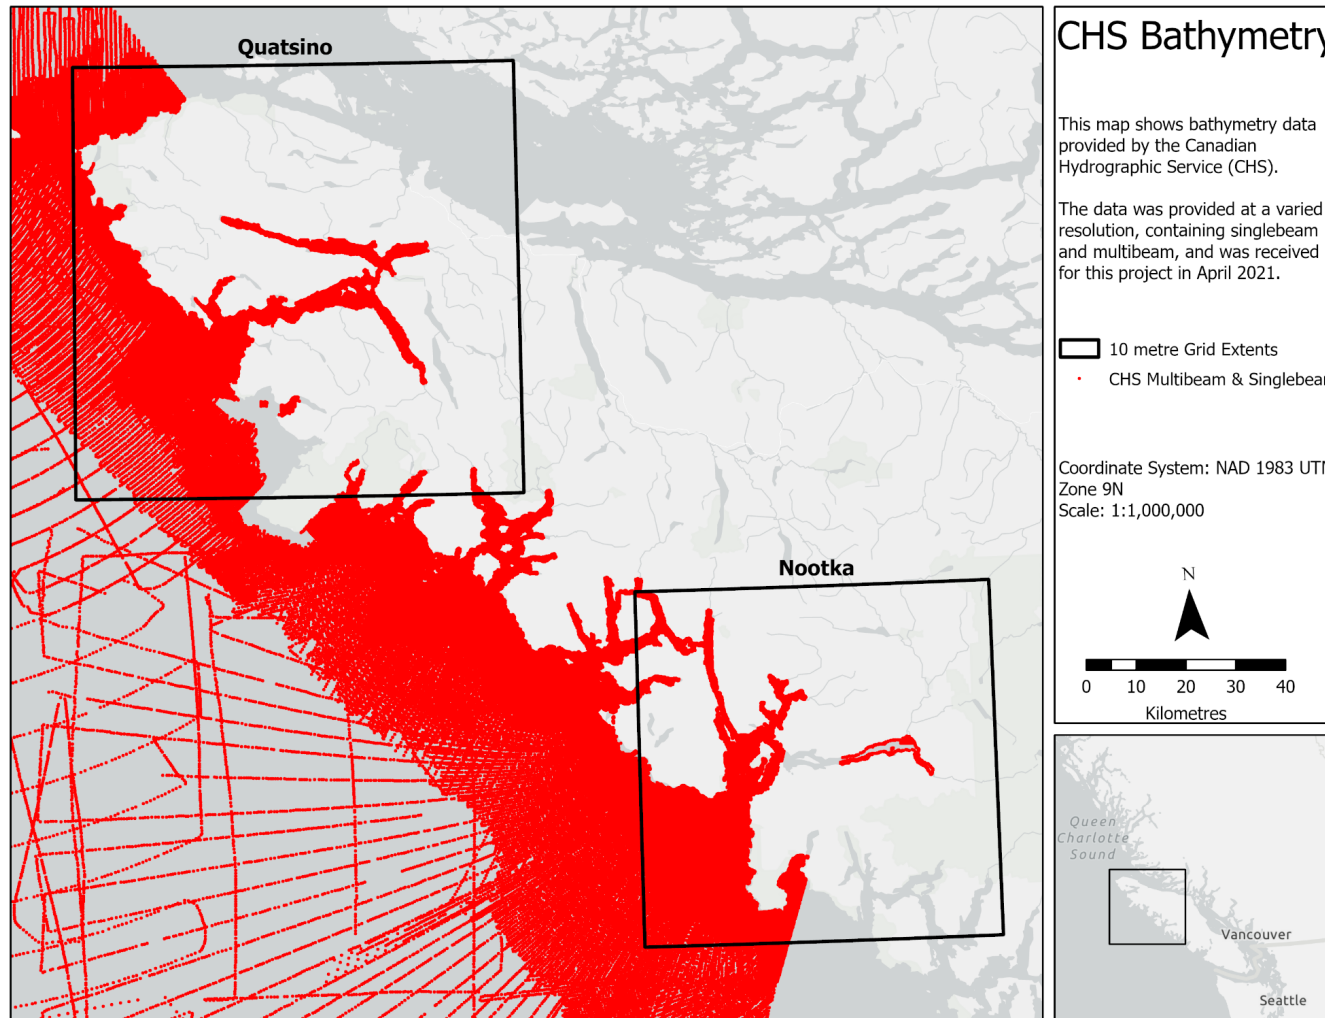 Quatsino
Nootka
CHS Bathymetry
This map shows bathymetry data
provided by the Canadian
Hydrographic Service (CHS).
The data was provided at a varied
resolution, containing singlebeam
and multibeam, and was received
for this project in April 2021.
10 metre Grid Extents
CHS Multibeam & Singlebeam
Coordinate System: NAD 1983 UTM
Zone 9N
Scale: 1:1,000,000
N
0 10 20 30 40
Kilometres
Queen
Charlotte
Sound
Vancouver
Seattle